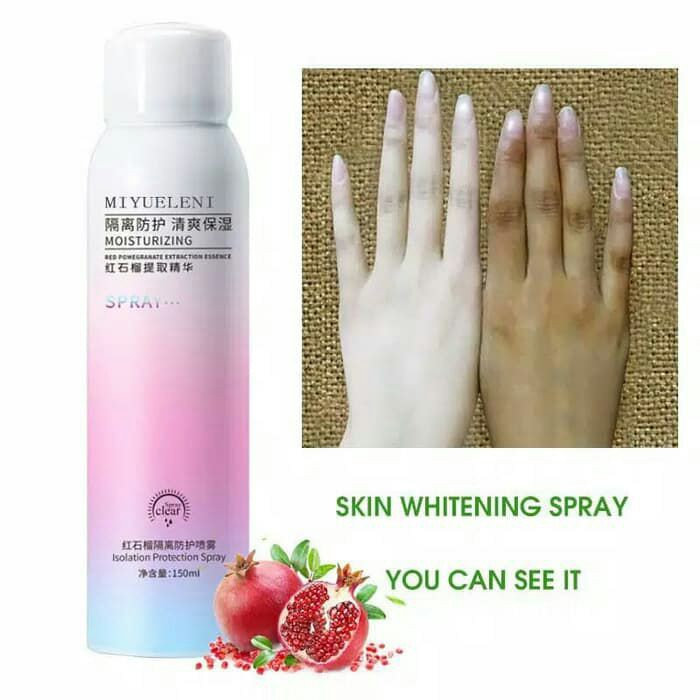 MIYUELENI
隔离防护 清爽保湿
MOISTURIZING
RED POMEGRANATE EXTRACTION ESSENCE
红石榴提取精华
SPRAY...
Spray
clear
红石榴隔离防护喷雾
Isolation Protection Spray
净含量:150ml
SKIN WHITENING SPRAY
YOU CAN SEE IT